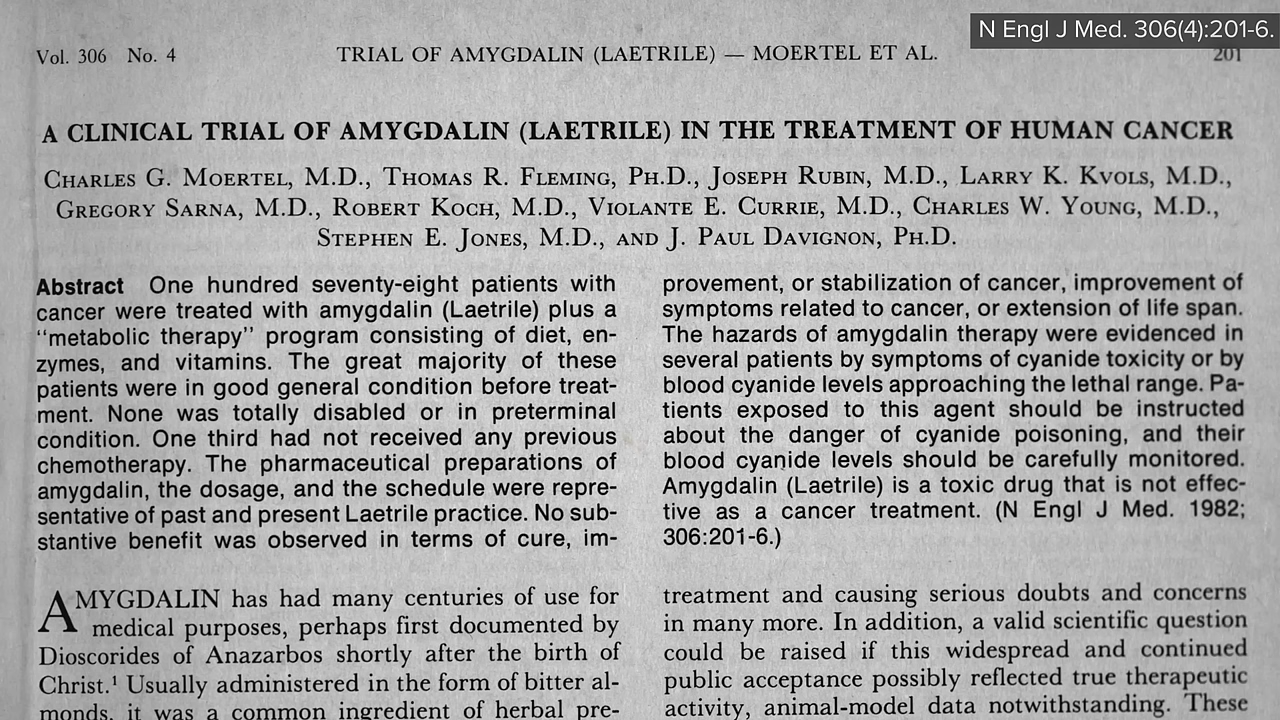 N Engl J Med. 306(4):201-6.
Vol. 306 No. 4
TRIAL OF AMYGDALIN (LAETRILE) — MOERTEL ET AL.
201
A CLINICAL TRIAL OF AMYGDALIN (LAETRILE) IN THE TREATMENT OF HUMAN CANCER
CHARLES G. MOERTEL, M.D., THOMAS R. FLEMING, PH.D., JOSEPH RUBIN, M.D., LARRY K. KVOLS, M.D.,
GREGORY SARNA, M.D., ROBERT KOCH, M.D., VIOLANTE E. CURRIE, M.D., CHARLES W. YOUNG, M.D.,
STEPHEN E. JONES, M.D., AND J. PAUL DAVIGNON, PH.D.
Abstract One hundred seventy-eight patients with
cancer were treated with amygdalin (Laetrile) plus a
“metabolic therapy” program consisting of diet, en-
zymes, and vitamins. The great majority of these
patients were in good general condition before treat-
ment. None was totally disabled or in preterminal
condition. One third had not received any previous
chemotherapy. The pharmaceutical preparations of
amygdalin, the dosage, and the schedule were repre-
sentative of past and present Laetrile practice. No sub-
stantive benefit was observed in terms of cure, im-
provement, or stabilization of cancer, improvement of
symptoms related to cancer, or extension of life span.
The hazards of amygdalin therapy were evidenced in
several patients by symptoms of cyanide toxicity or by
blood cyanide levels approaching the lethal range. Pa-
tients exposed to this agent should be instructed
about the danger of cyanide poisoning, and their
blood cyanide levels should be carefully monitored.
Amygdalin (Laetrile) is a toxic drug that is not effec-
tive as a cancer treatment. (N Engl J Med. 1982;
306:201-6.)
AMYGDALIN has had many centuries of use for
medical purposes, perhaps first documented by
Dioscorides of Anazarbos shortly after the birth of
Christ.¹ Usually administered in the form of bitter al-
monds, it was a common ingredient of herbal pre-
treatment and causing serious doubts and concerns
in many more. In addition, a valid scientific question
could be raised if this widespread and continued
public acceptance possibly reflected true therapeutic
activity, animal-model data notwithstanding. These